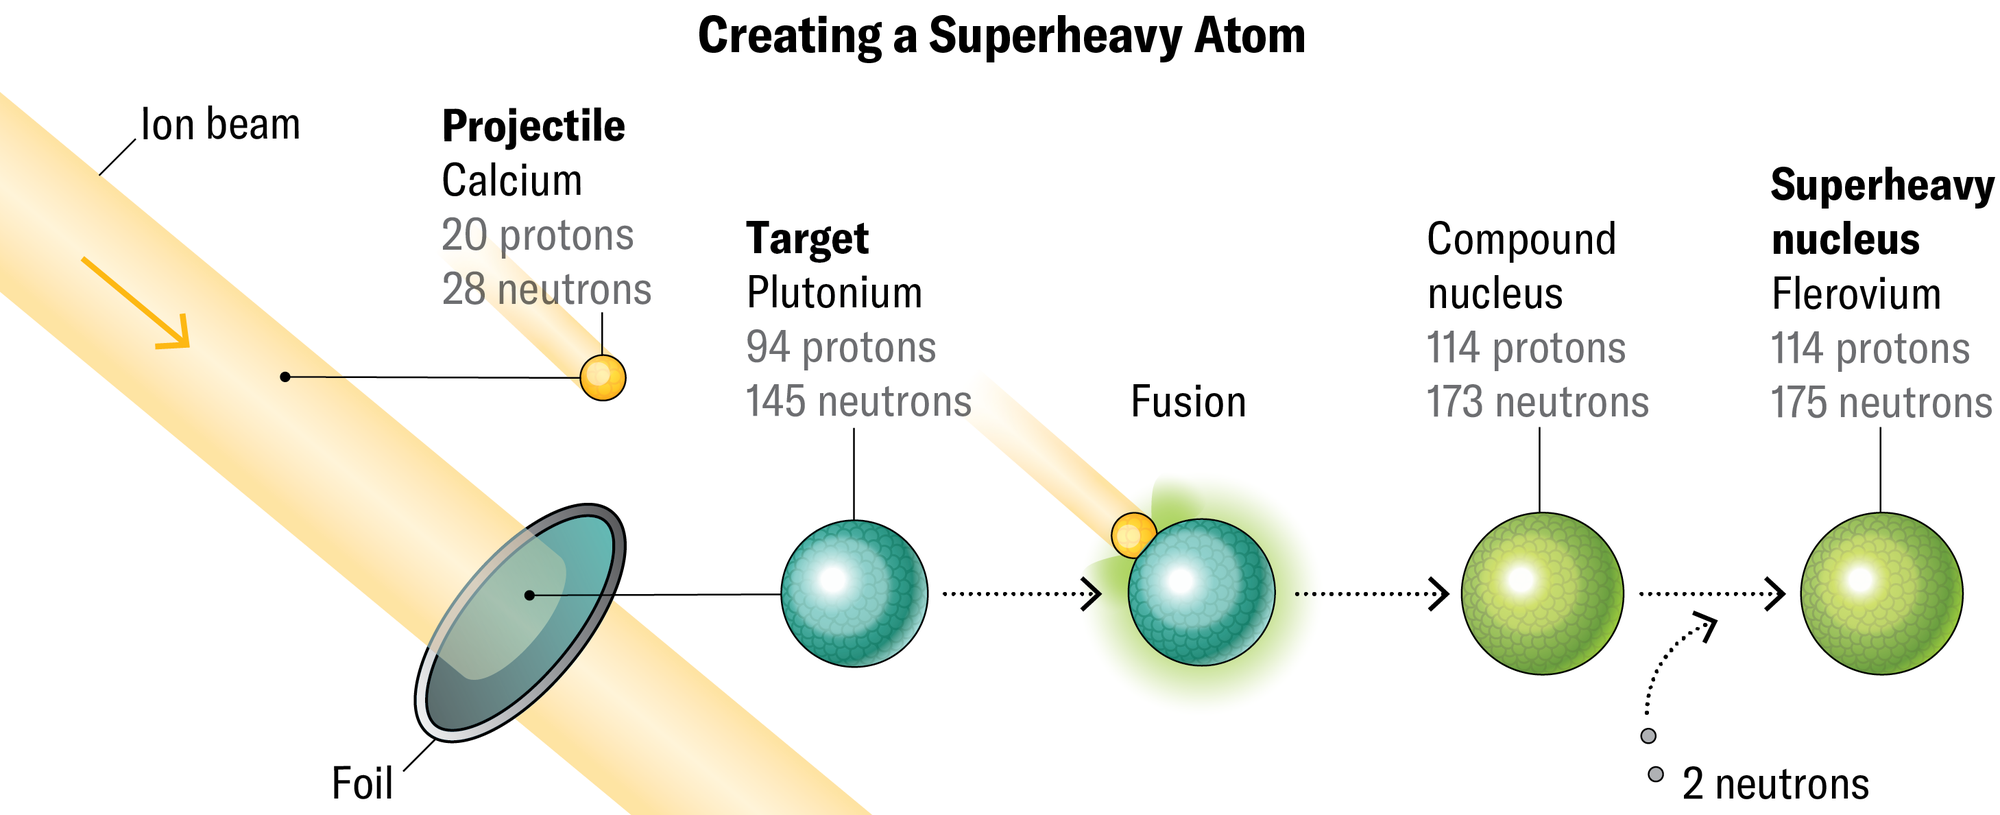 Creating a Superheavy Atom
Ion beam
Projectile
Calcium
20 protons
28 neutrons
Target
Plutonium
94 protons
145 neutrons
Fusion
Compound
nucleus
114 protons
173 neutrons
Superheavy
nucleus
Flerovium
114 protons
175 neutrons
Foil
2 neutrons